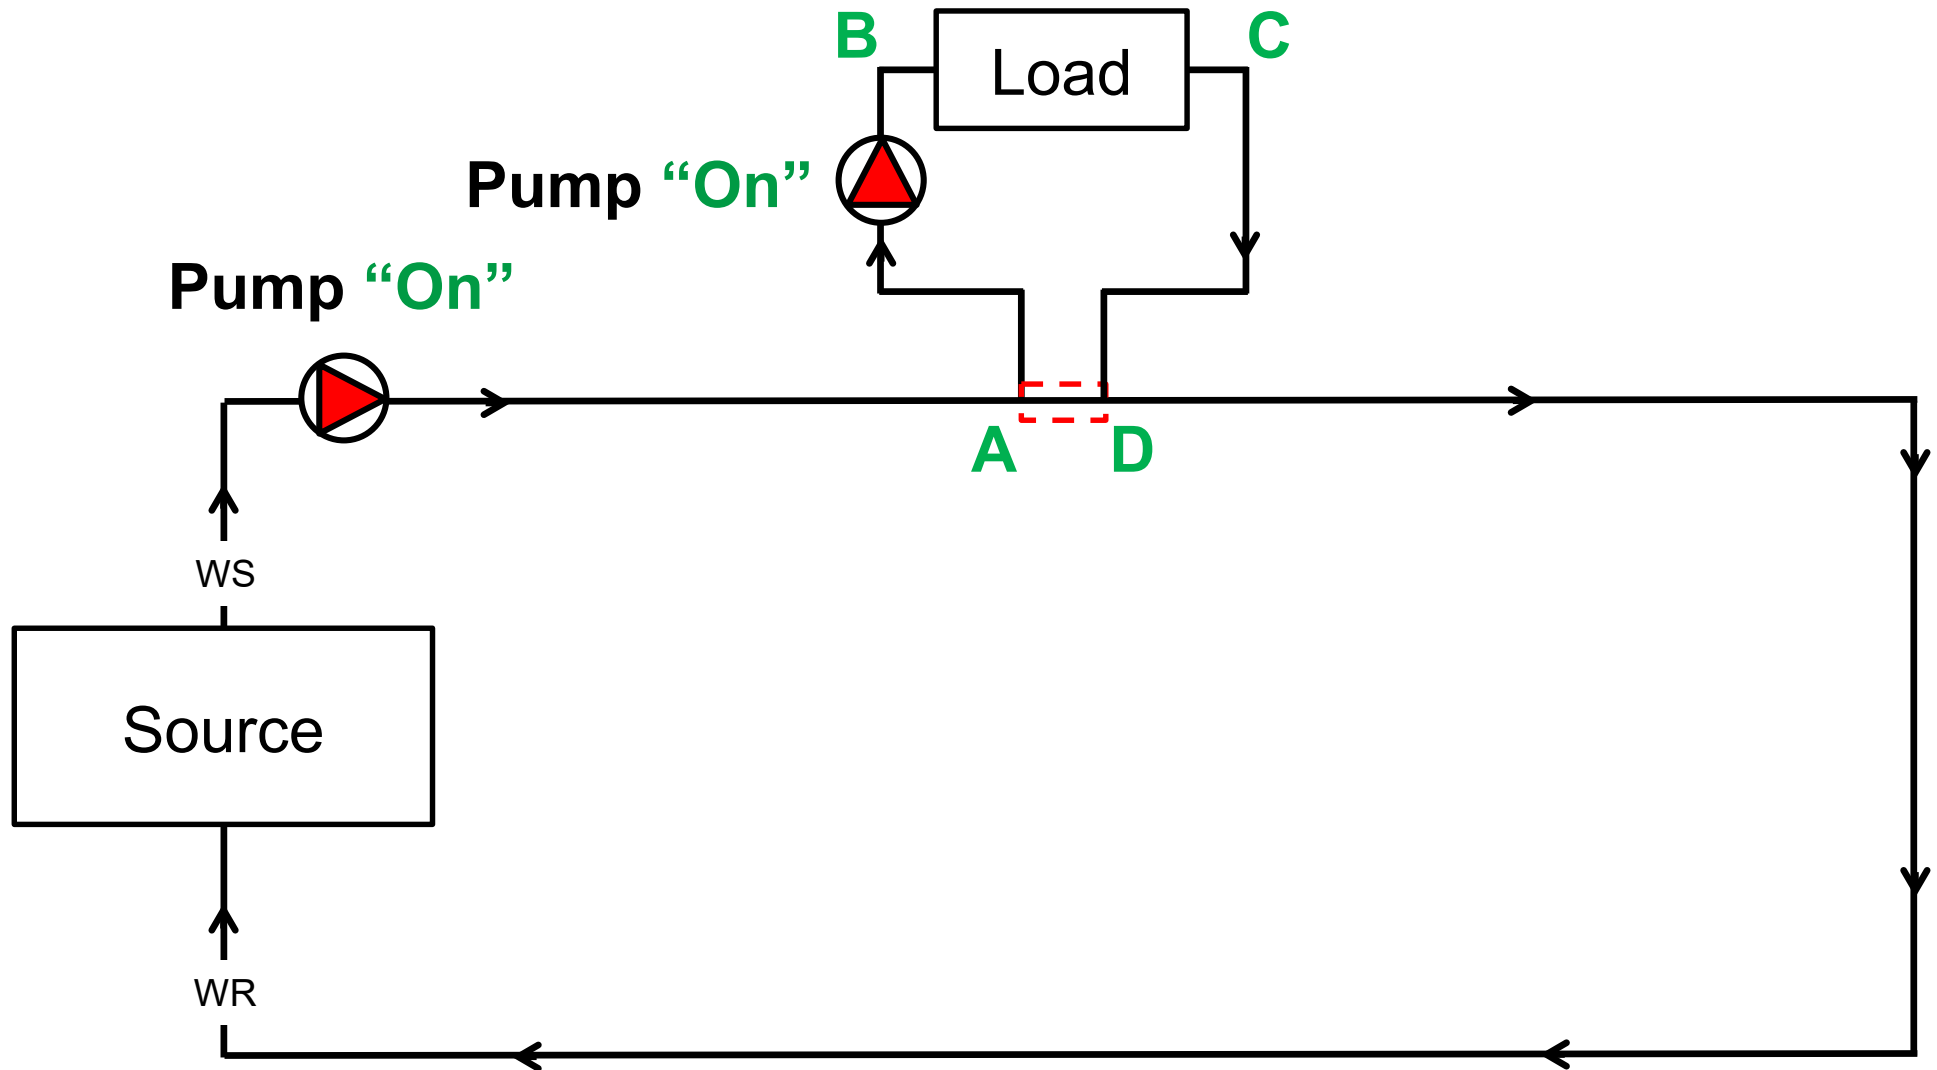 B
Load
C
Pump “On”
Pump “On”
A
D
WS
Source
WR